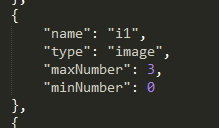 },
{
"name": "i1",
"type": "image",
"maxNumber": 3,
"minNumber": 0
},
{